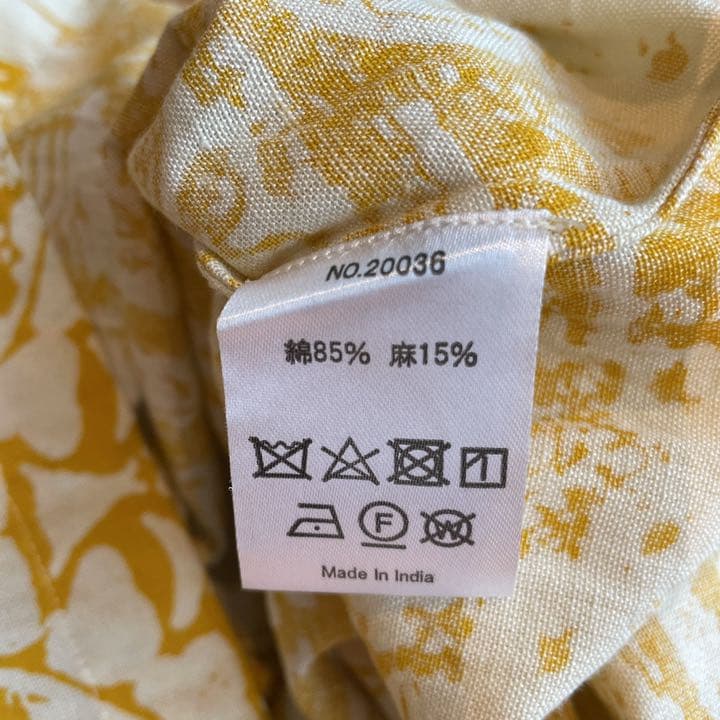 NO.20036
綿85% 麻15%
F W
Made In India